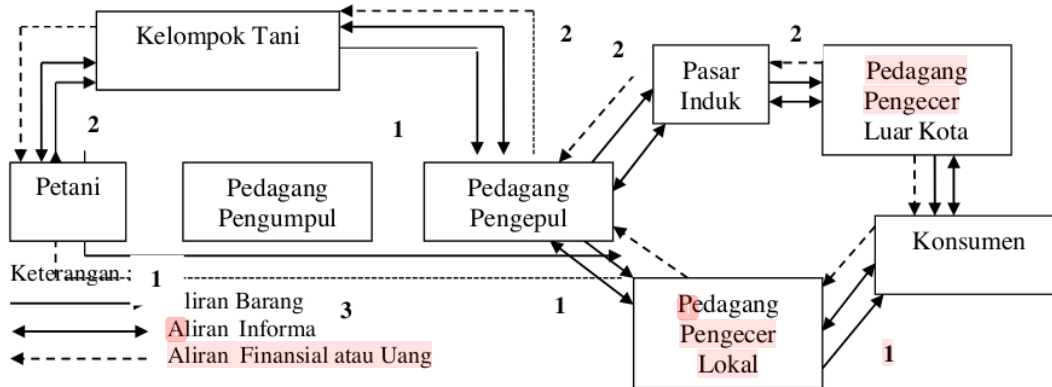 Kelompok Tani
2
2
2
Pasar
Induk
Pedagang
Pengecer
Luar Kota
2
1
Petani
Pedagang
Pengumpul
Pedagang
Pengepul
Konsumen
Keterangan :
1
liran Barang
3
1
Pedagang
Pengecer
Lokal
1
Aliran Informa
Aliran Finansial atau Uang